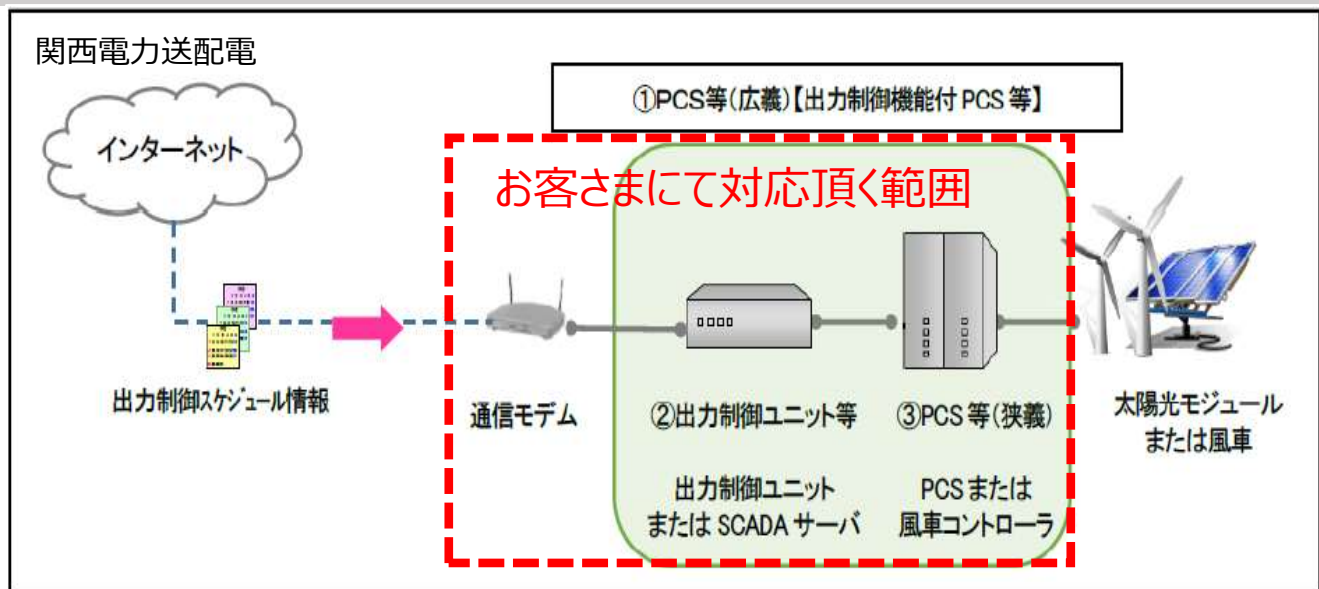 関西電力送配電
①PCS等(広義)【出力制御機能付PCS等】
インターネット
お客さまにて対応頂く範囲
出力制御スケジュール情報
通信モデム
②出力制御ユニット等
③PCS等(狭義)
太陽光モジュール
または風車
出力制御ユニット
またはSCADAサーバ
PCSまたは
風車コントローラ